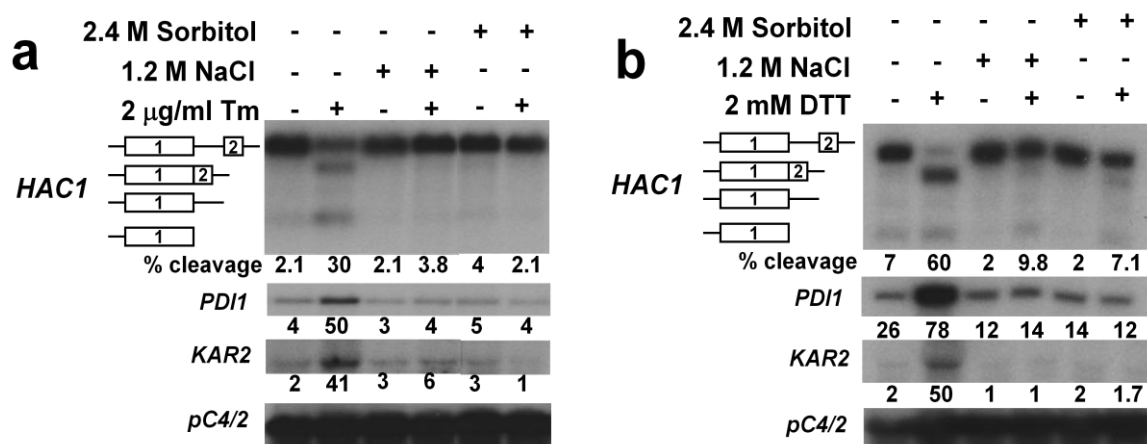 a
2.4 M Sorbitol - - - - + +
1.2 M NaCl - - + + - -
2 μg/ml Tm - + - + - +
HAC1
1 2
1 2
1
1
% cleavage 2.1 30 2.1 3.8 4 2.1
PDI1
4 50 3 4 5 4
KAR2
2 41 3 6 3 1
pC4/2
b
2.4 M Sorbitol - - - - + +
1.2 M NaCl - - + + - -
2 mM DTT - + - + - +
HAC1
1 2
1 2
1
1
% cleavage 7 60 2 9.8 2 7.1
PDI1
26 78 12 14 14 12
KAR2
2 50 1 1 2 1.7
pC4/2